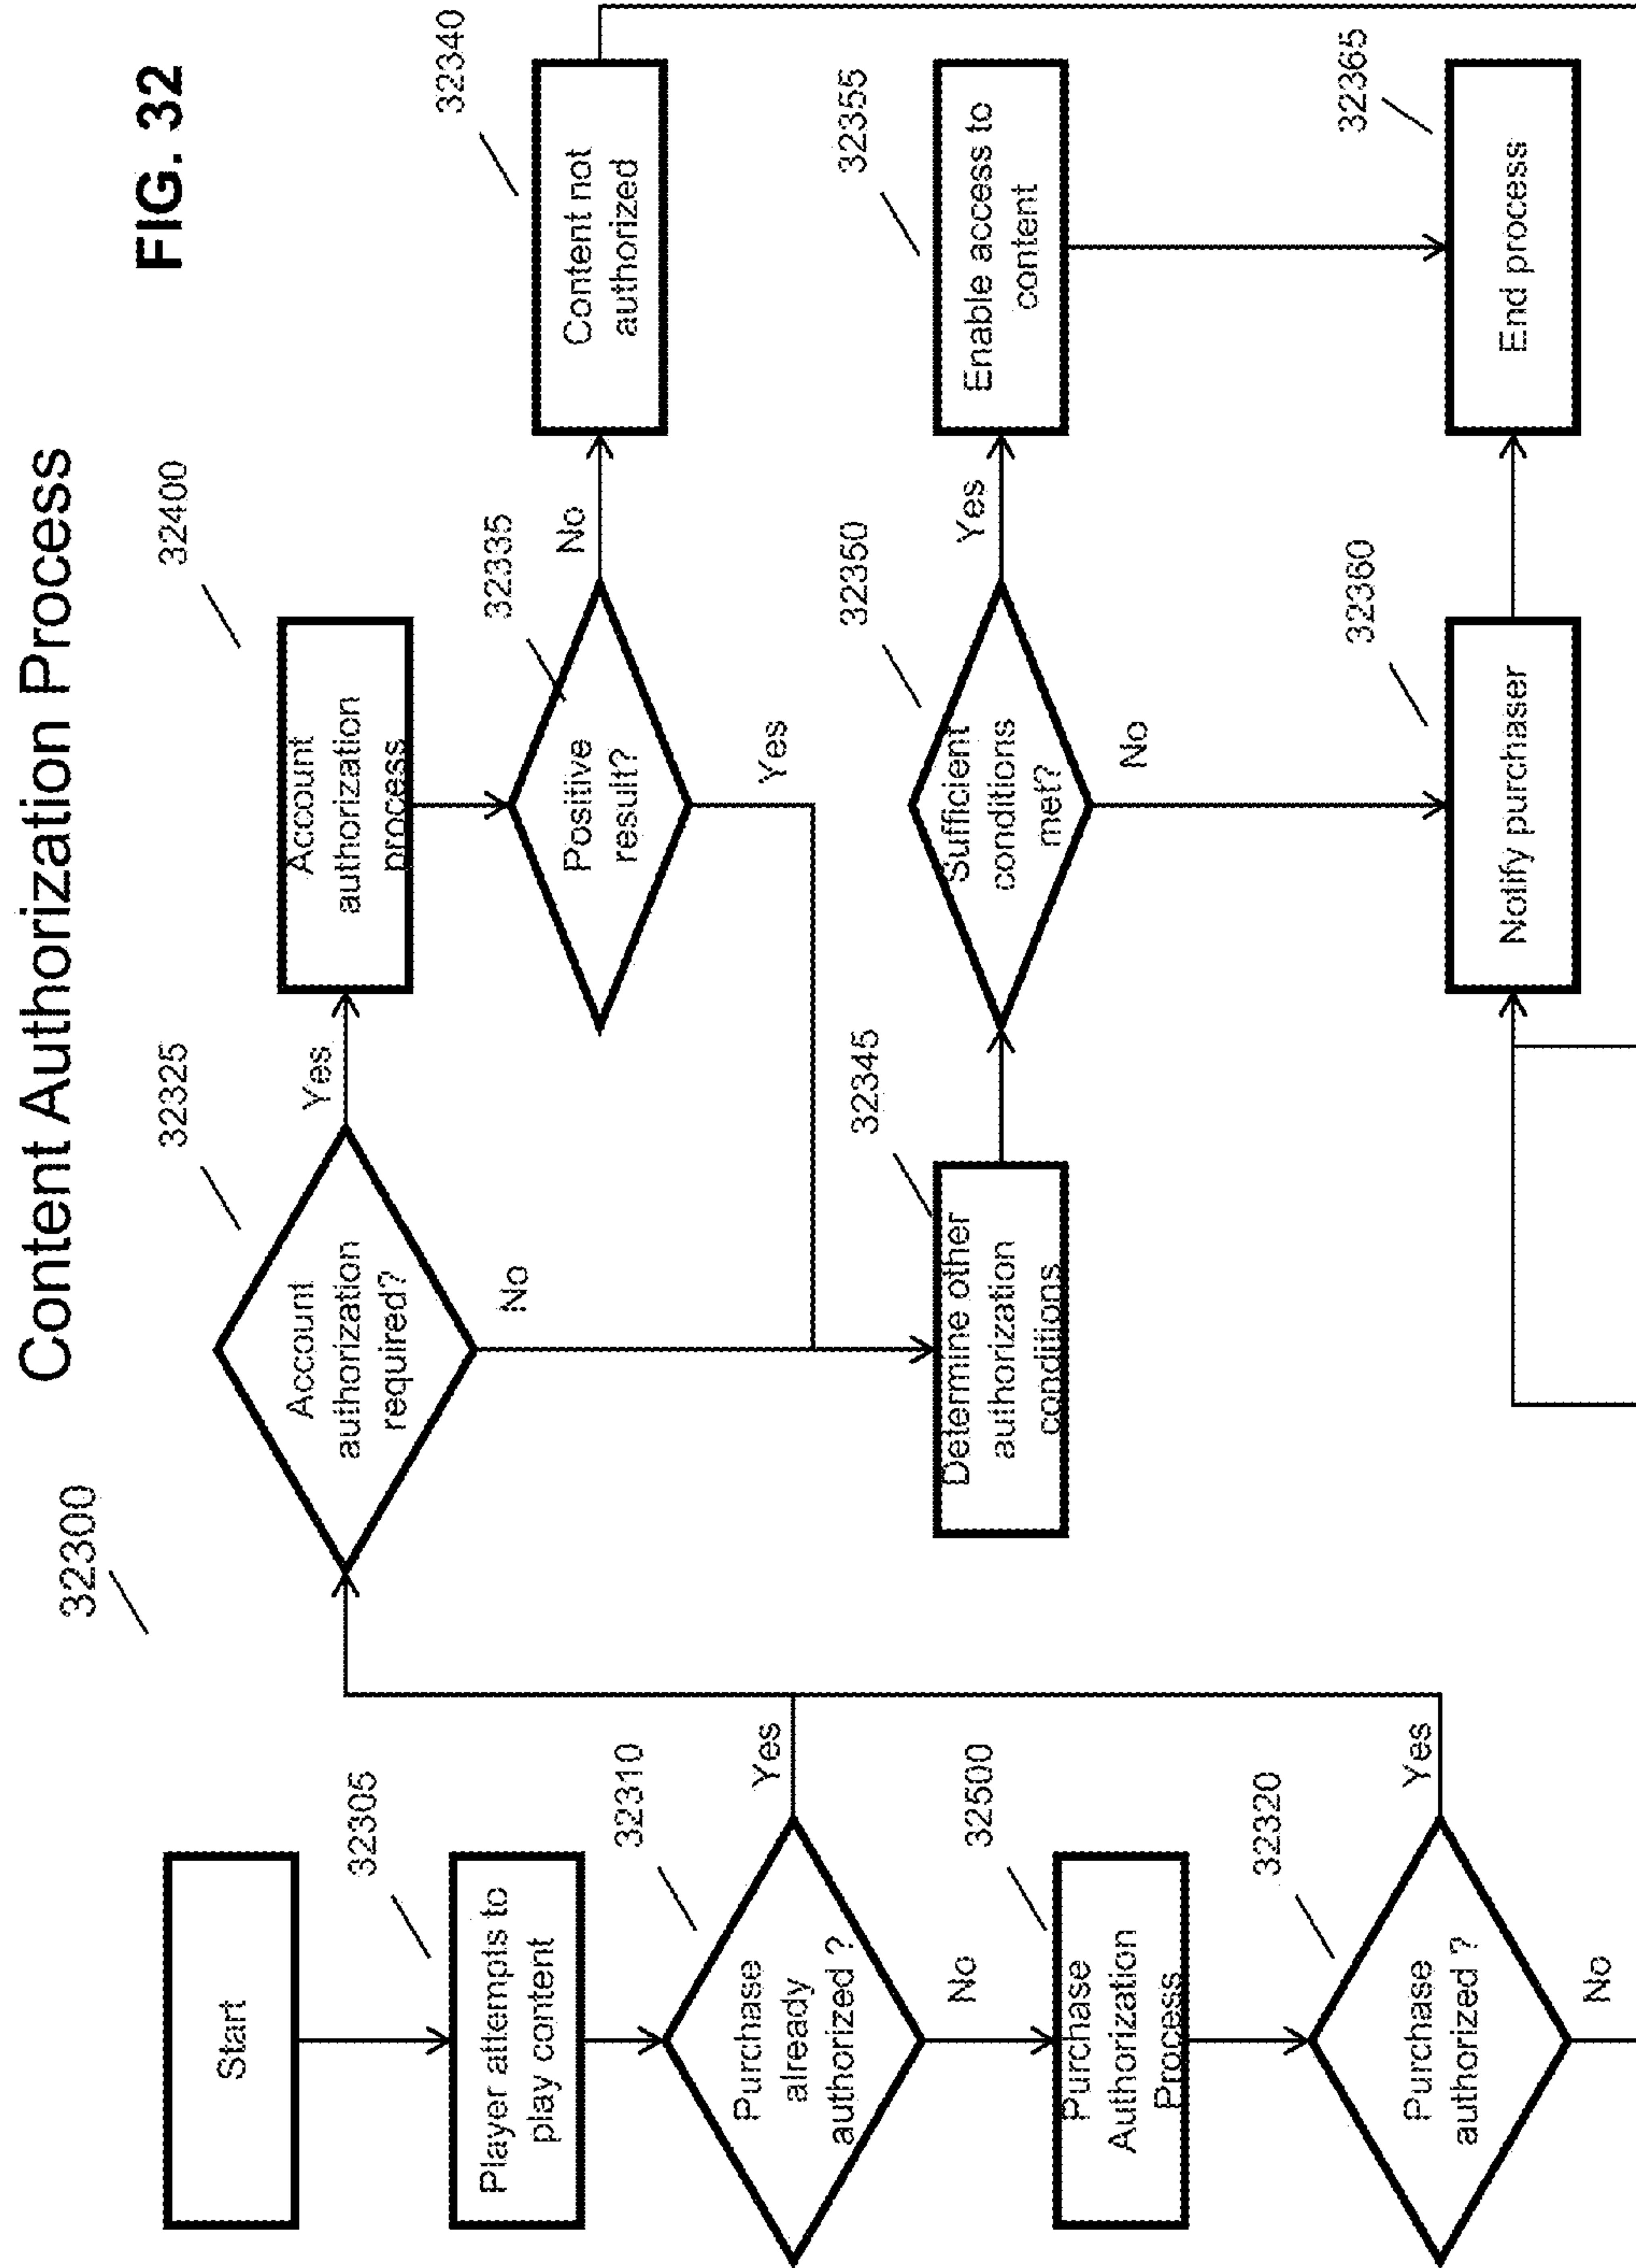 Content Authorization Process
FIG. 32
32300
Start
32305
Player attempts to
play content
32310
Purchase
already
authorized ?
Yes
No
32500
Purchase
Authorization
Process
32320
Purchase
authorized ?
Yes
No
32325
Account
authorization
required?
Yes
No
32400
Account
authorization
process
32335
Positive
result?
No
Yes
32340
Content not
authorized
32345
Determine other
authorization
conditions
32350
Sufficient
conditions
met?
Yes
No
32355
Enable access to
content
32360
Notify purchaser
32365
End process